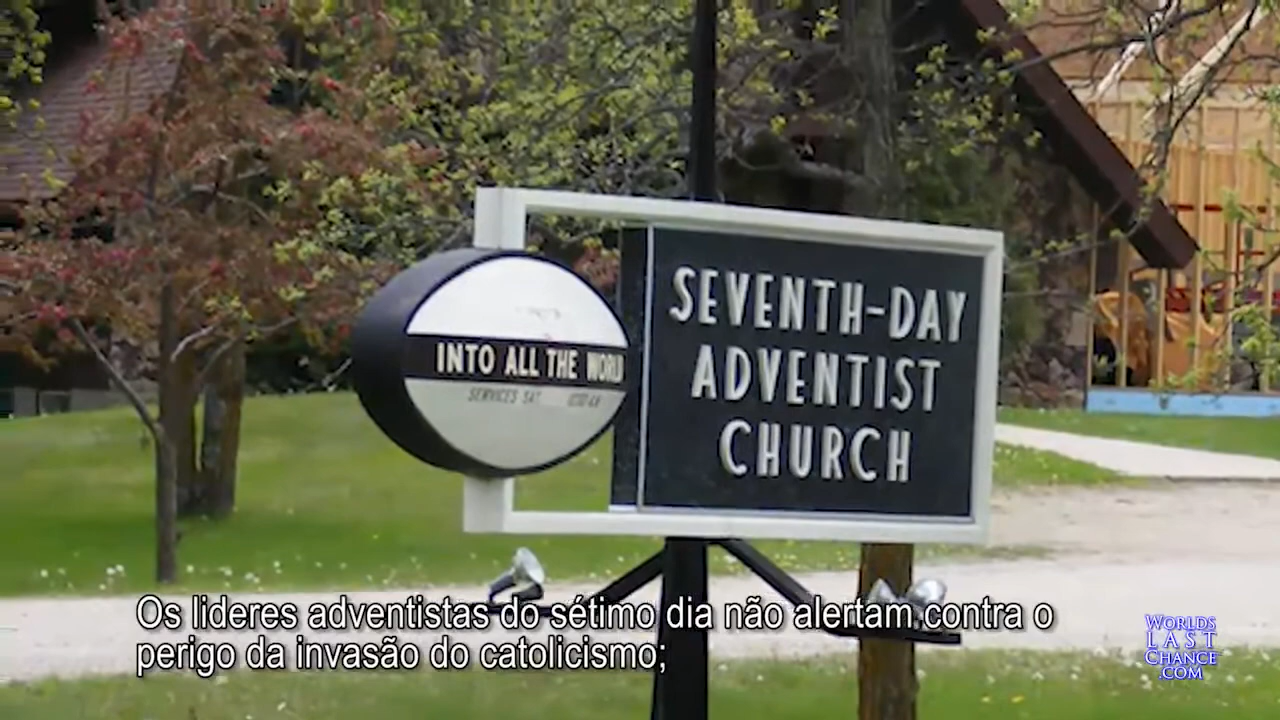 SEVENTH-DAY
ADVENTIST
CHURCH
INTO ALL THE WORLD
SERVICES SAT.
Os lideres adventistas do sétimo dia não alertam contra o
perigo da invasão do catolicismo;
WORLDS
LAST
CHANCE
.COM